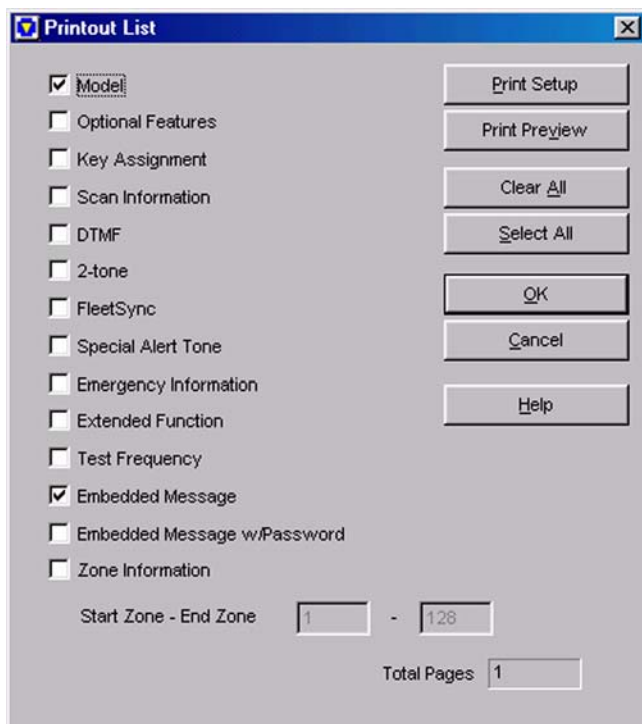 Printout List
Model
Optional Features
Key Assignment
Scan Information
DTMF
2-tone
FleetSync
Special Alert Tone
Emergency Information
Extended Function
Test Frequency
Embedded Message
Embedded Message w/Password
Zone Information
Start Zone - End Zone 1 - 128
Total Pages 1
Print Setup
Print Preview
Clear All
Select All
OK
Cancel
Help